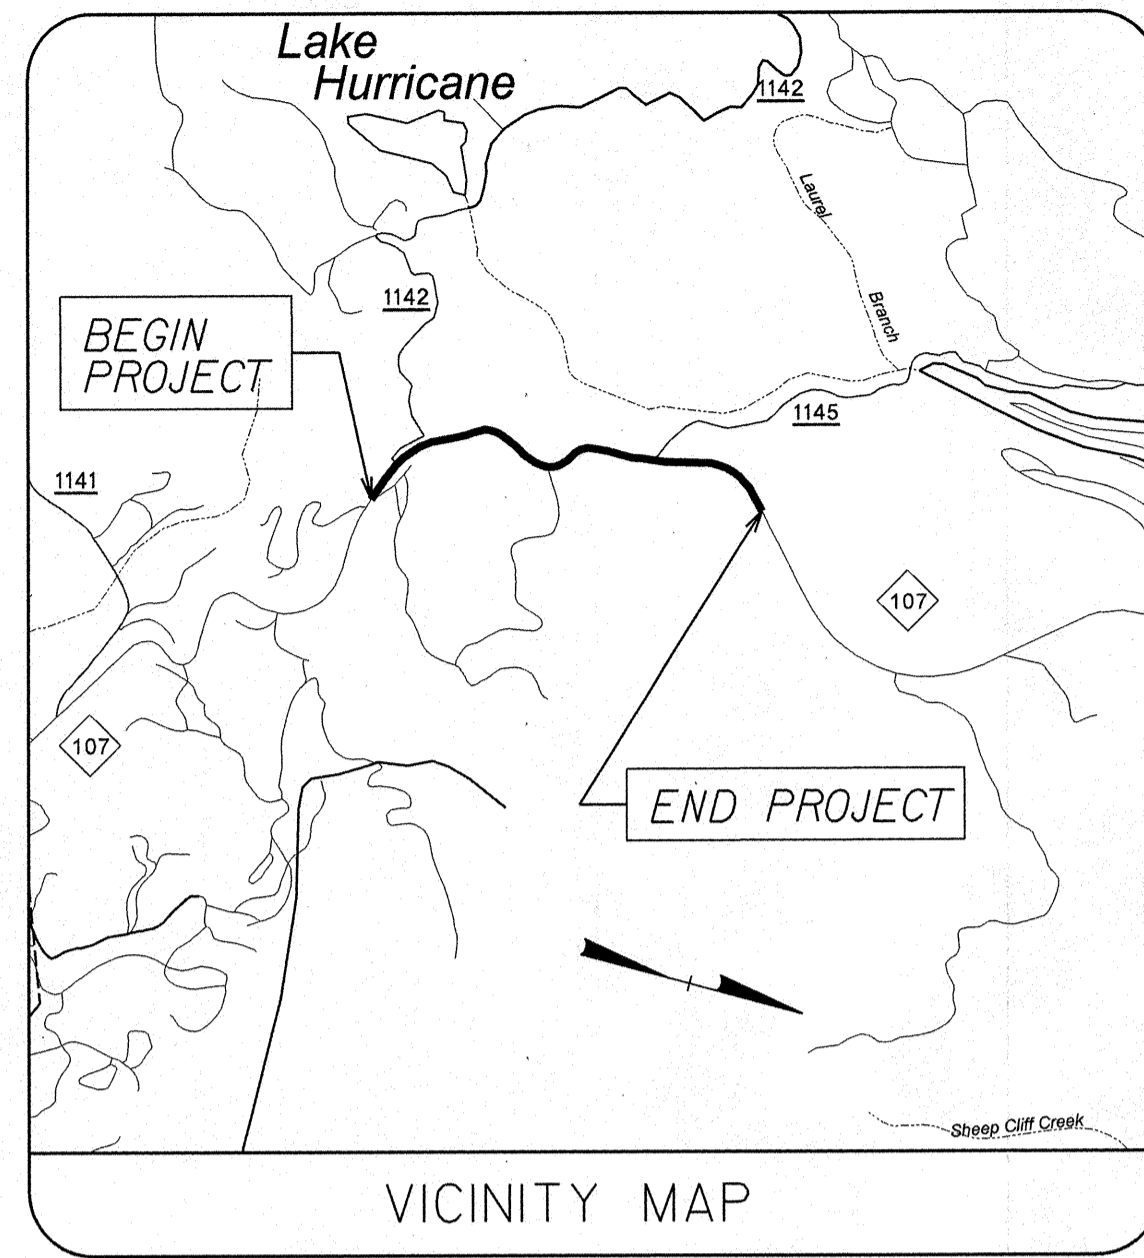 Lake
Hurricane
1142
Laurel
Branch
1142
BEGIN
PROJECT
1145
1141
107
107
END PROJECT
Sheep Cliff Creek
VICINITY MAP